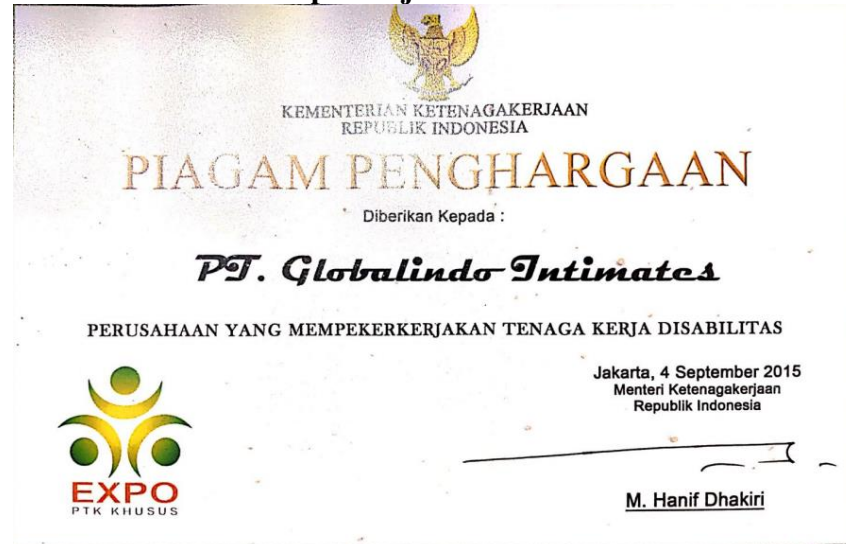 KEMENTERIAN KETENAGAKERJAAN
REPUBLIK INDONESIA
PIAGAM PENGHARGAAN
Diberikan Kepada :
PT. Globalindo Intimates
PERUSAHAAN YANG MEMPEKERKERJAKAN TENAGA KERJA DISABILITAS
Jakarta, 4 September 2015
Menteri Ketenagakerjaan
Republik Indonesia
EXPO
PTK KHUSUS
M. Hanif Dhakiri